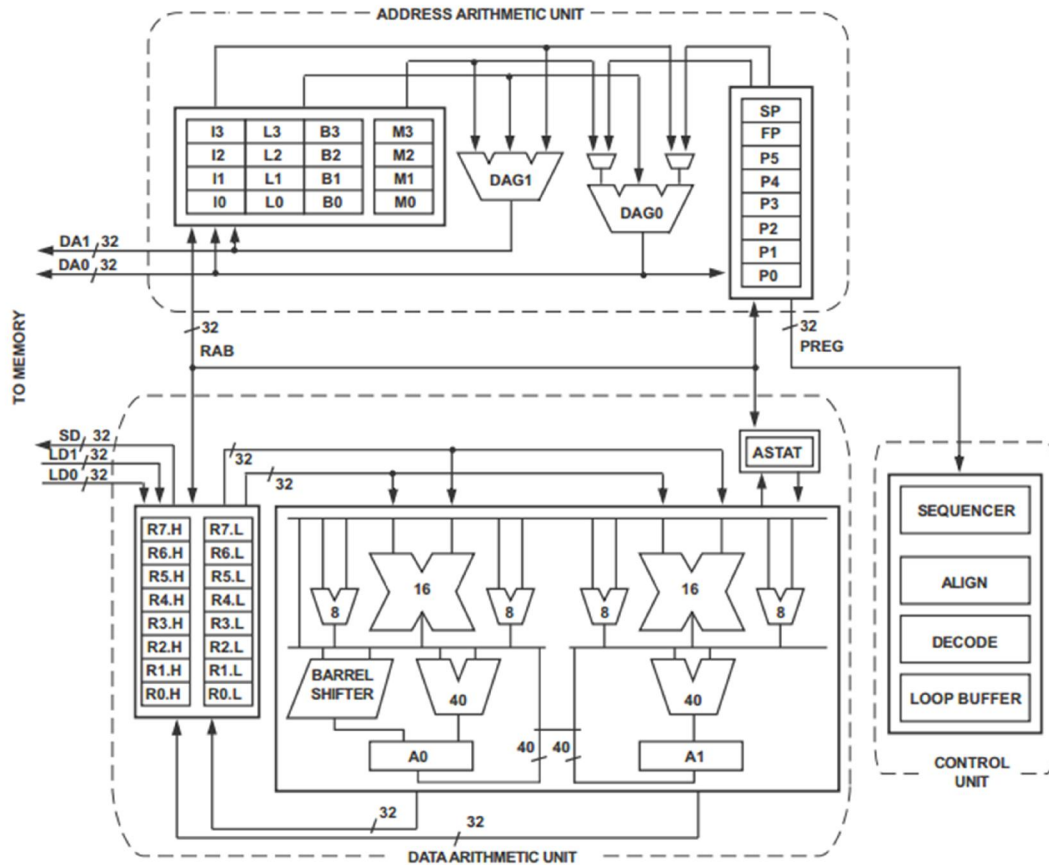 ADDRESS ARITHMETIC UNIT
SP
I3 L3 B3 M3
FP
I2 L2 B2 M2
P5
I1 L1 B1 M1
DAG1
P4
I0 L0 B0 M0
DAG0
P3
P2
DA1 32
P1
DA0 32
P0
TO MEMORY
32
RAB
32
PREG
SD 32
LD1 32
LD0 32
32
32
ASTAT
R7.H R7.L
R6.H R6.L
R5.H R5.L
R4.H R4.L
R3.H R3.L
R2.H R2.L
R1.H R1.L
R0.H R0.L
8 16 8 8 16 8
BARREL
SHIFTER
40 40
A0 40 40 A1
32 32
DATA ARITHMETIC UNIT
SEQUENCER
ALIGN
DECODE
LOOP BUFFER
CONTROL
UNIT